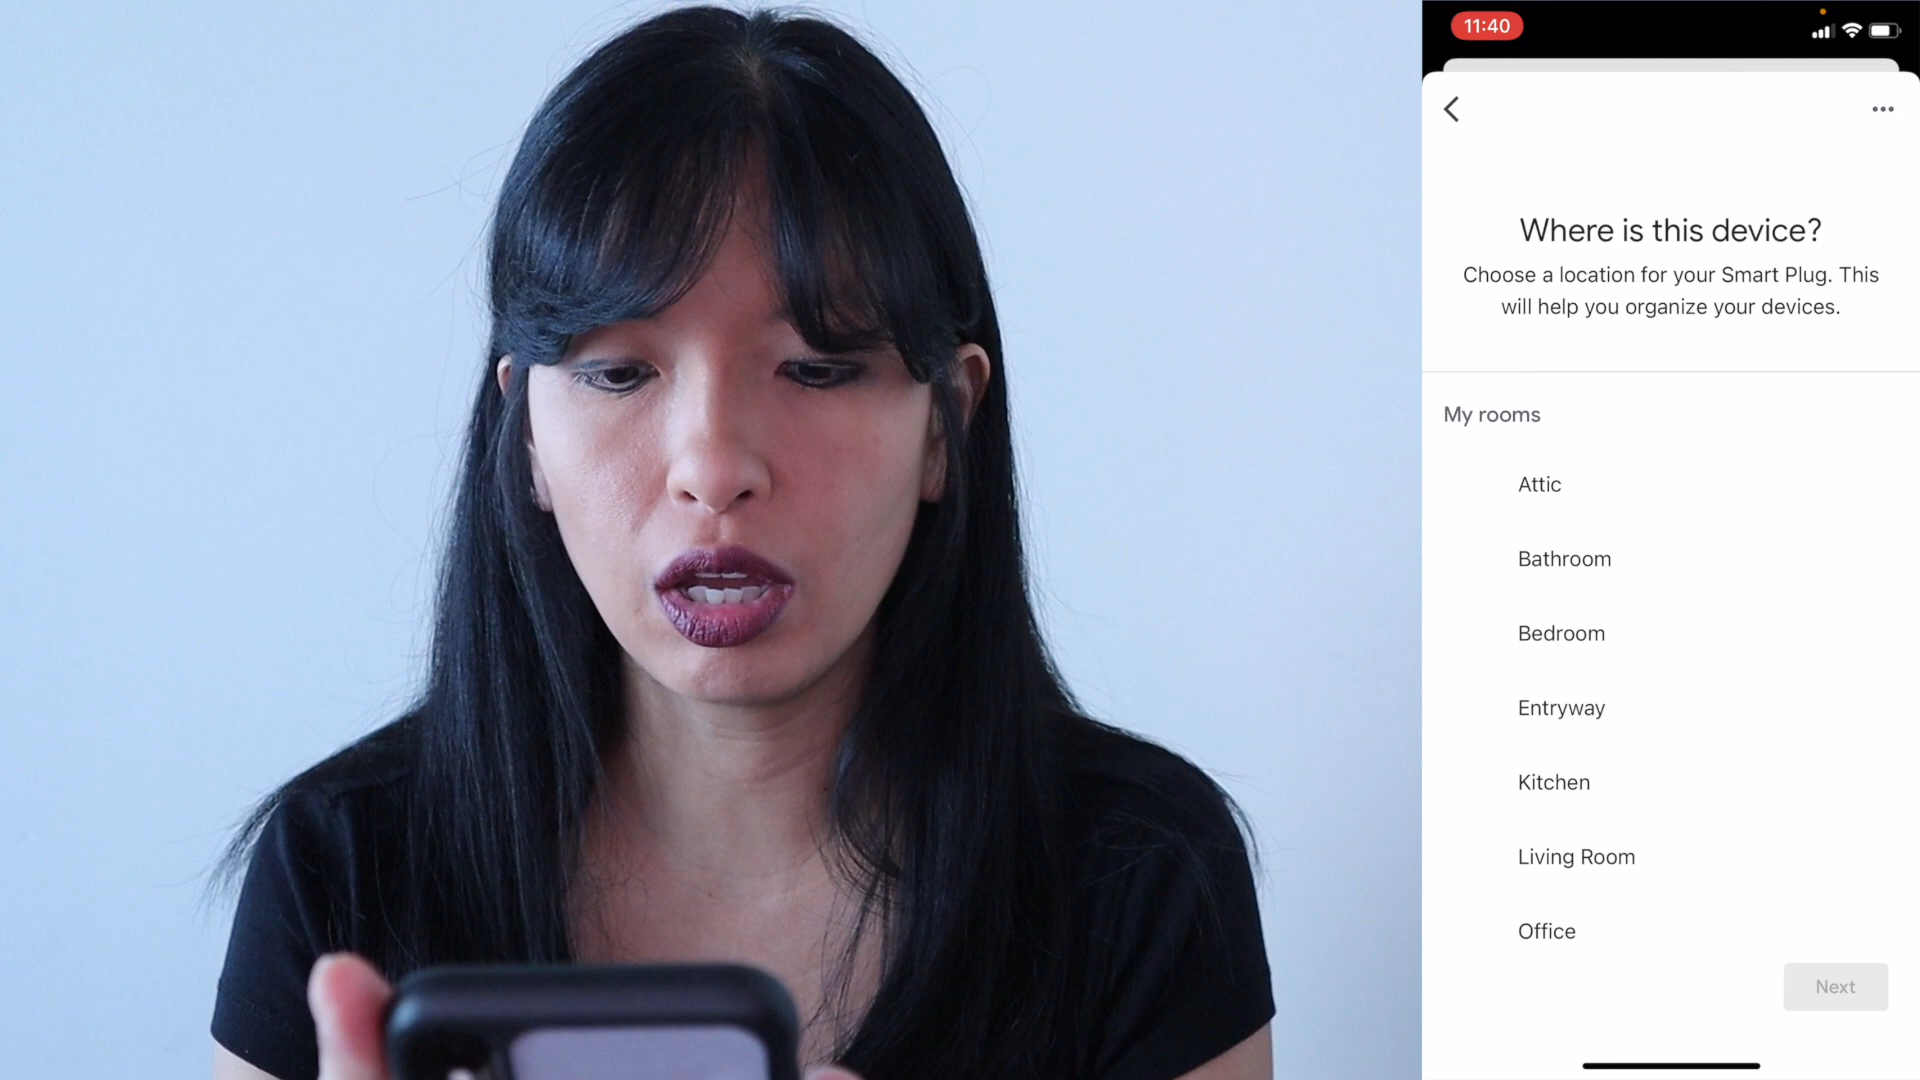 11:40
Where is this device?
Choose a location for your Smart Plug. This
will help you organize your devices.
My rooms
Attic
Bathroom
Bedroom
Entryway
Kitchen
Living Room
Office
Next